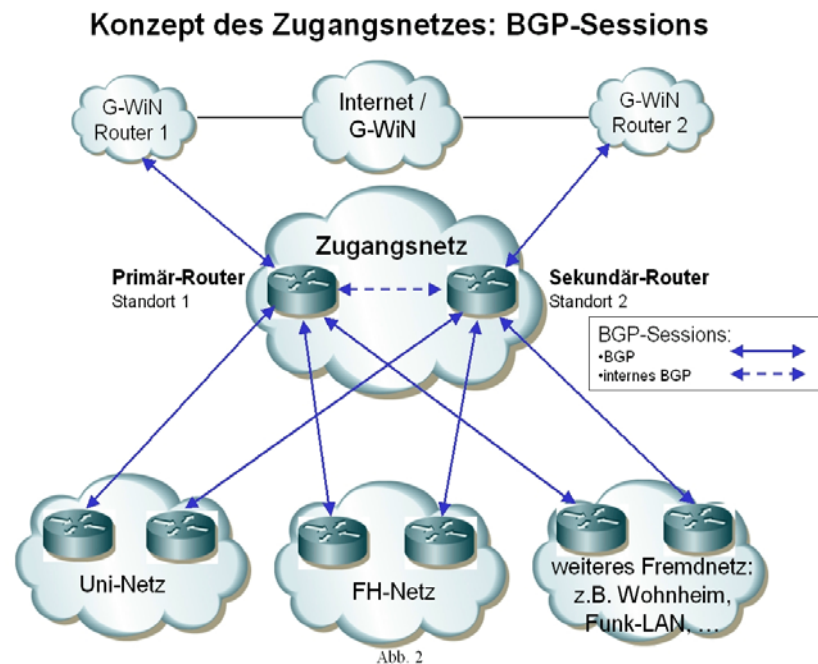 Konzept des Zugangsnetzes: BGP-Sessions
G-WiN
Router 1
Internet /
G-WiN
G-WiN
Router 2
Zugangsnetz
Primär-Router
Standort 1
Sekundär-Router
Standort 2
BGP-Sessions:
•BGP
•internes BGP
Uni-Netz
FH-Netz
weiteres Fremdnetz:
z.B. Wohnheim,
Funk-LAN, ...
Abb. 2